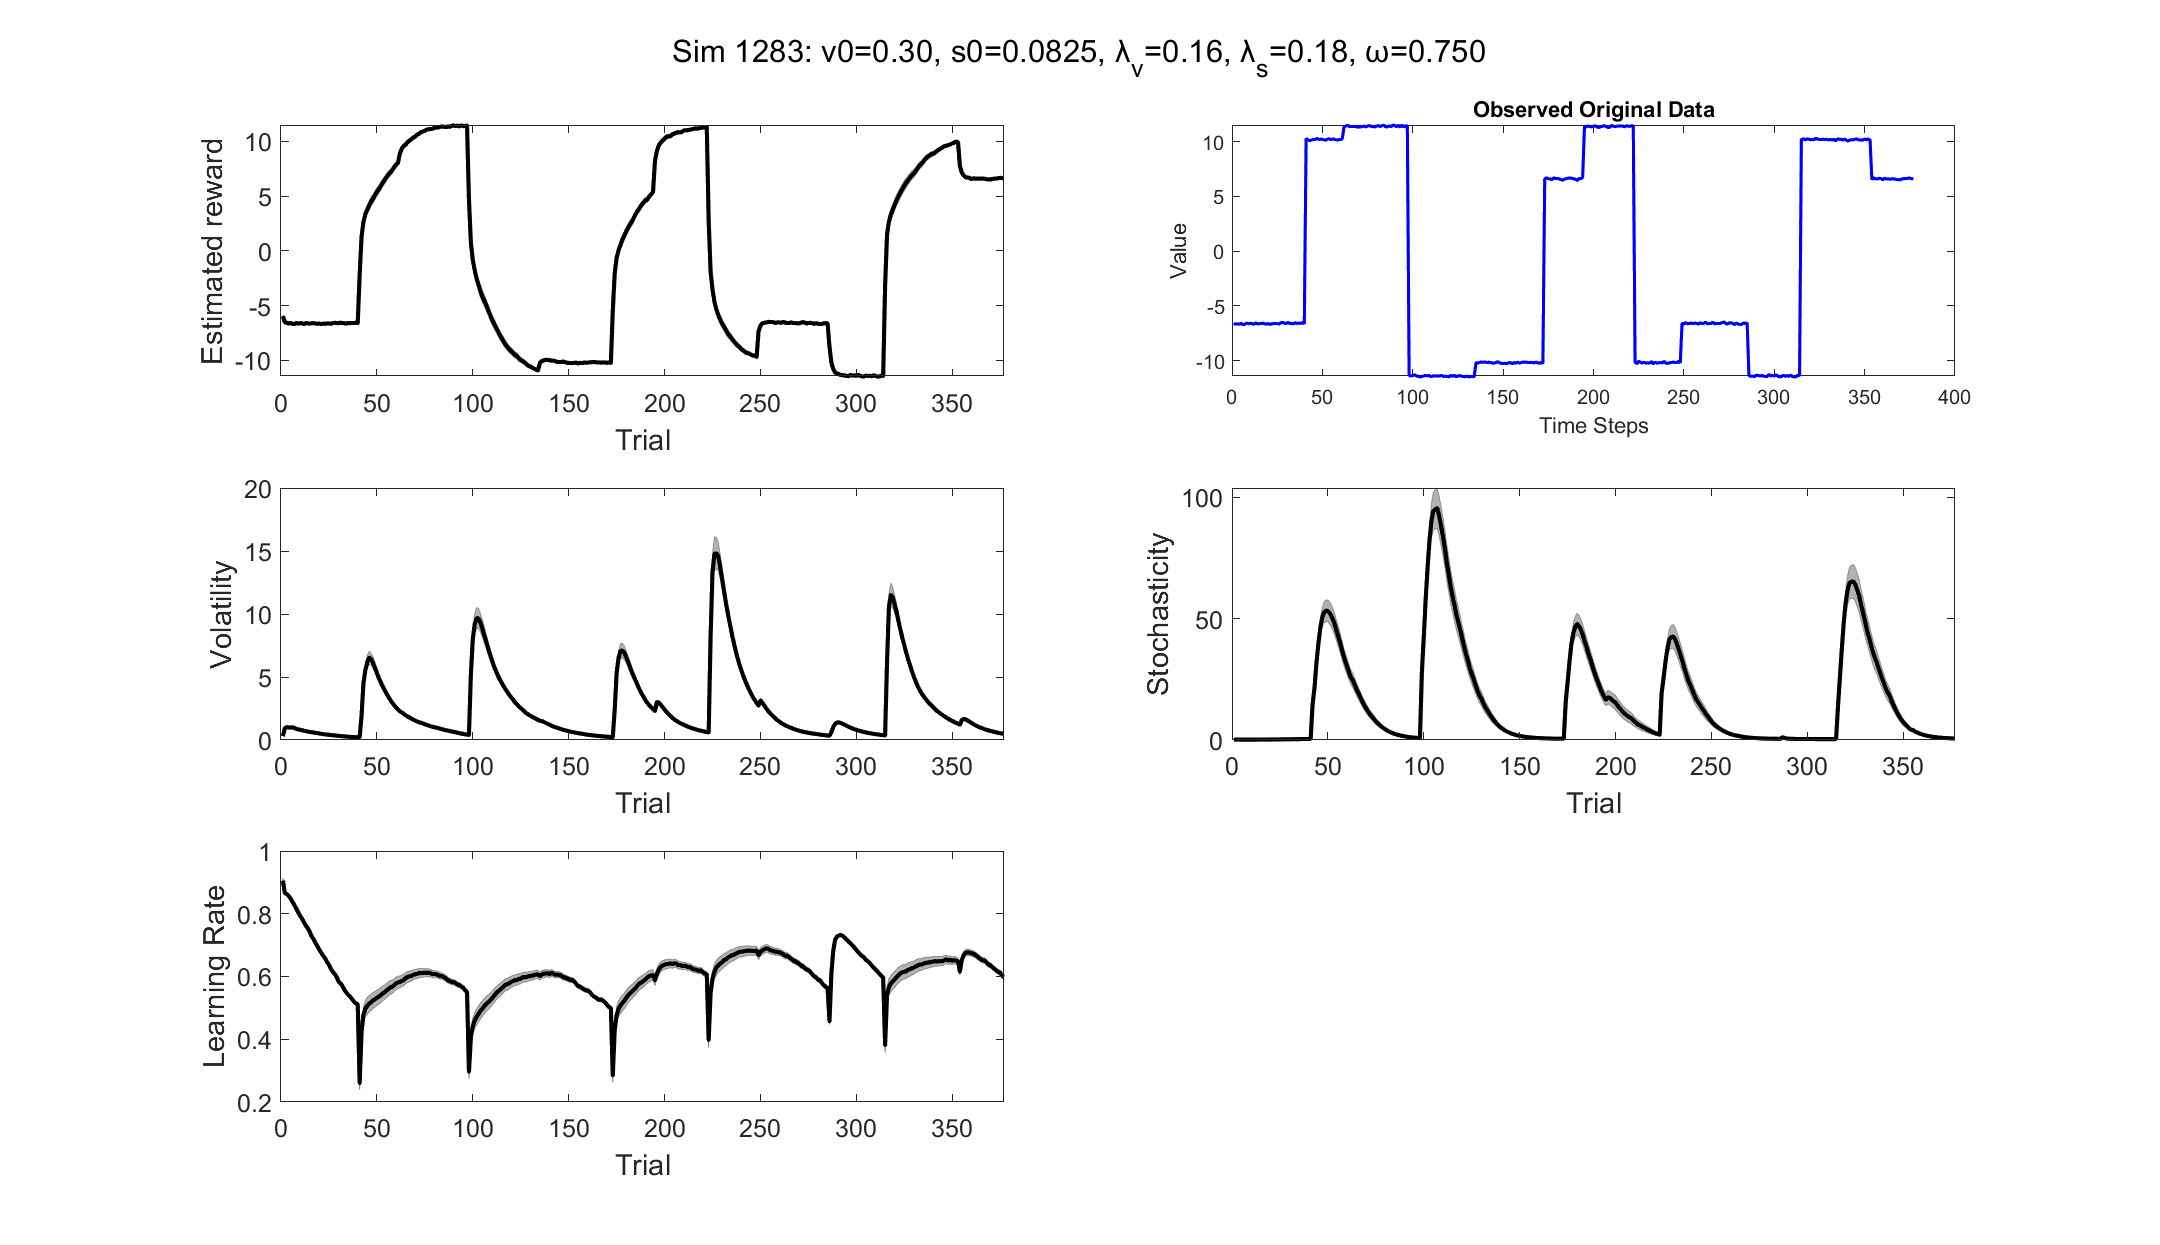 Sim 1283: v0=0.30, s0=0.0825, λ_v=0.16, λ_s=0.18, ω=0.750
Estimated reward
10
5
0
-5
-10
0 50 100 150 200 250 300 350
Trial
Observed Original Data
Value
10
5
0
-5
-10
0 50 100 150 200 250 300 350 400
Time Steps
Volatility
20
15
10
5
0
0 50 100 150 200 250 300 350
Trial
Stochasticity
100
50
0
0 50 100 150 200 250 300 350
Trial
Learning Rate
1
0.8
0.6
0.4
0.2
0 50 100 150 200 250 300 350
Trial